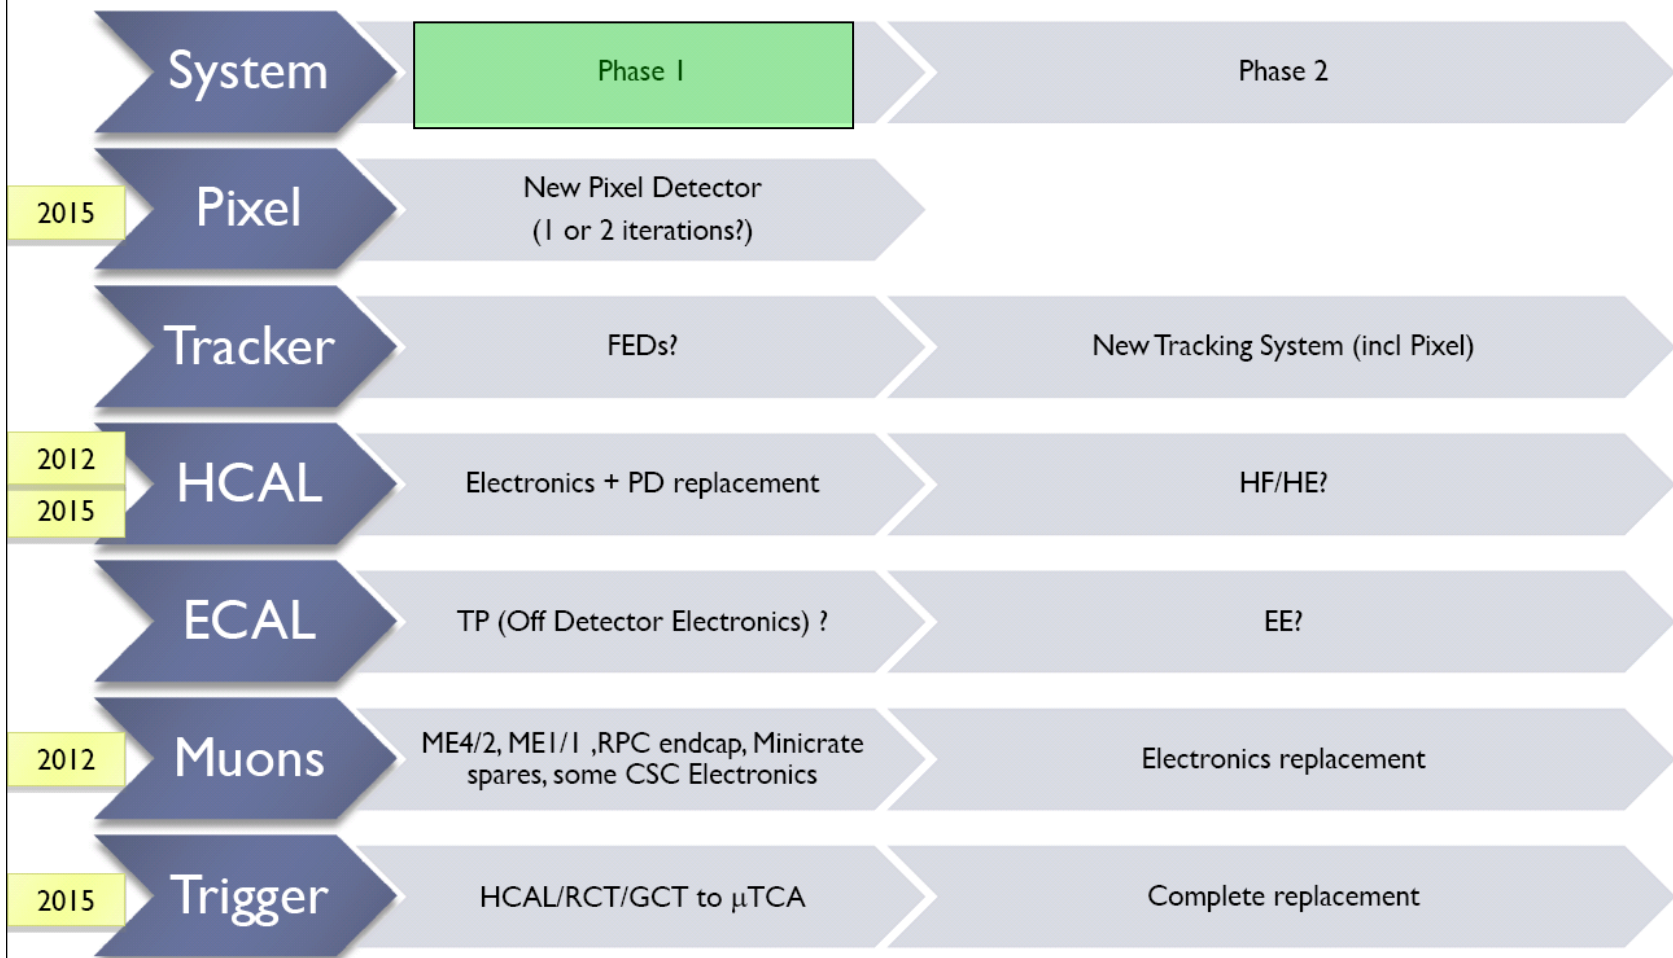 System
Phase 1
Phase 2
2015
Pixel
New Pixel Detector
(1 or 2 iterations?)
Tracker
FEDs?
New Tracking System (incl Pixel)
2012
2015
HCAL
Electronics + PD replacement
HF/HE?
ECAL
TP (Off Detector Electronics) ?
EE?
2012
Muons
ME4/2, ME1/1 ,RPC endcap, Minicrate
spares, some CSC Electronics
Electronics replacement
2015
Trigger
HCAL/RCT/GCT to μTCA
Complete replacement